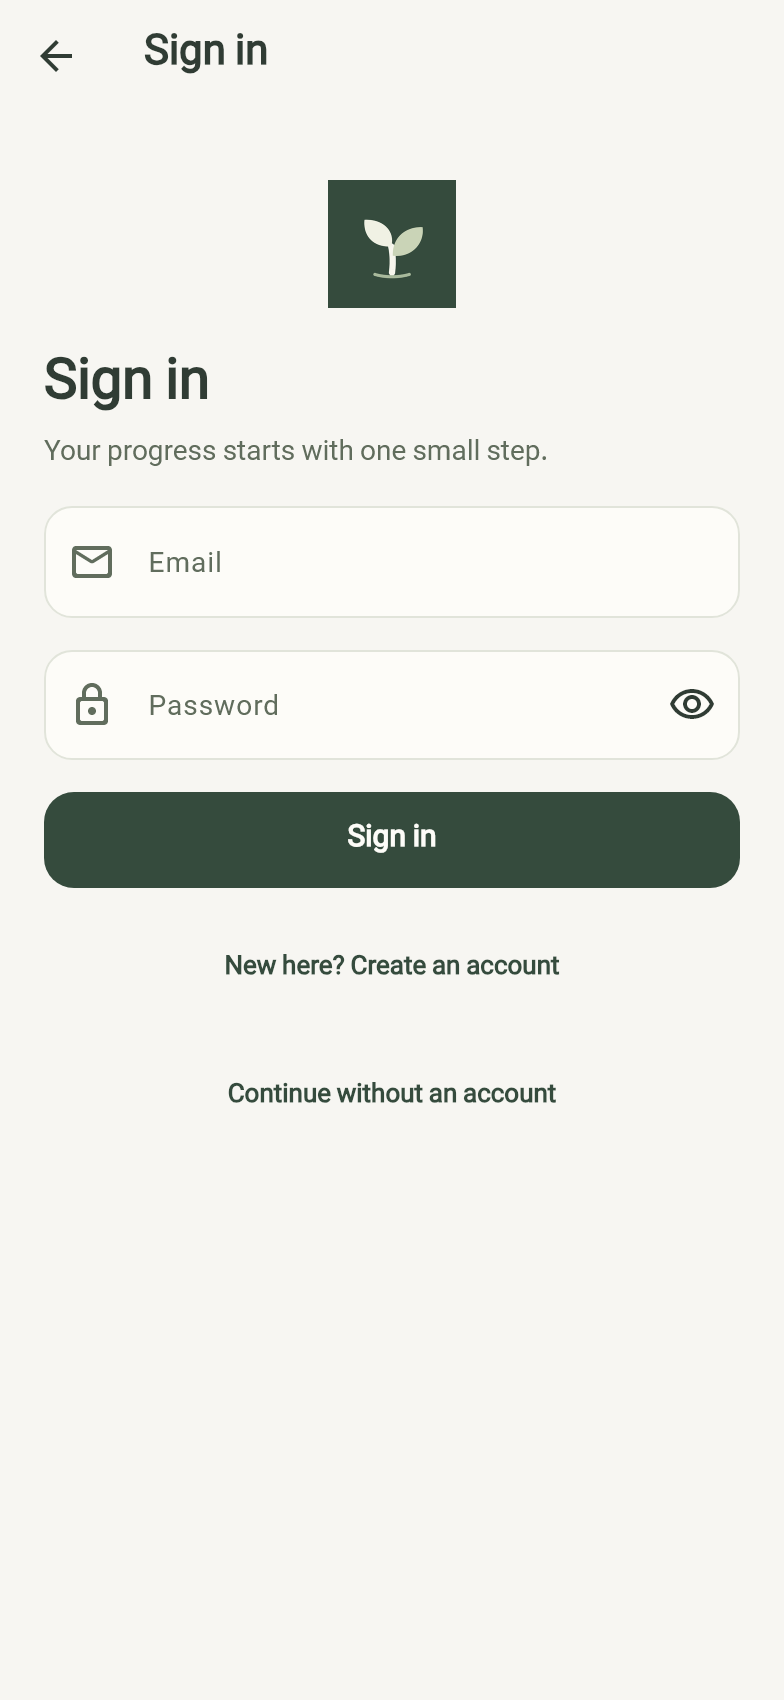 Sign in
Sign in
Your progress starts with one small step.
Email
Password
Sign in
New here? Create an account
Continue without an account